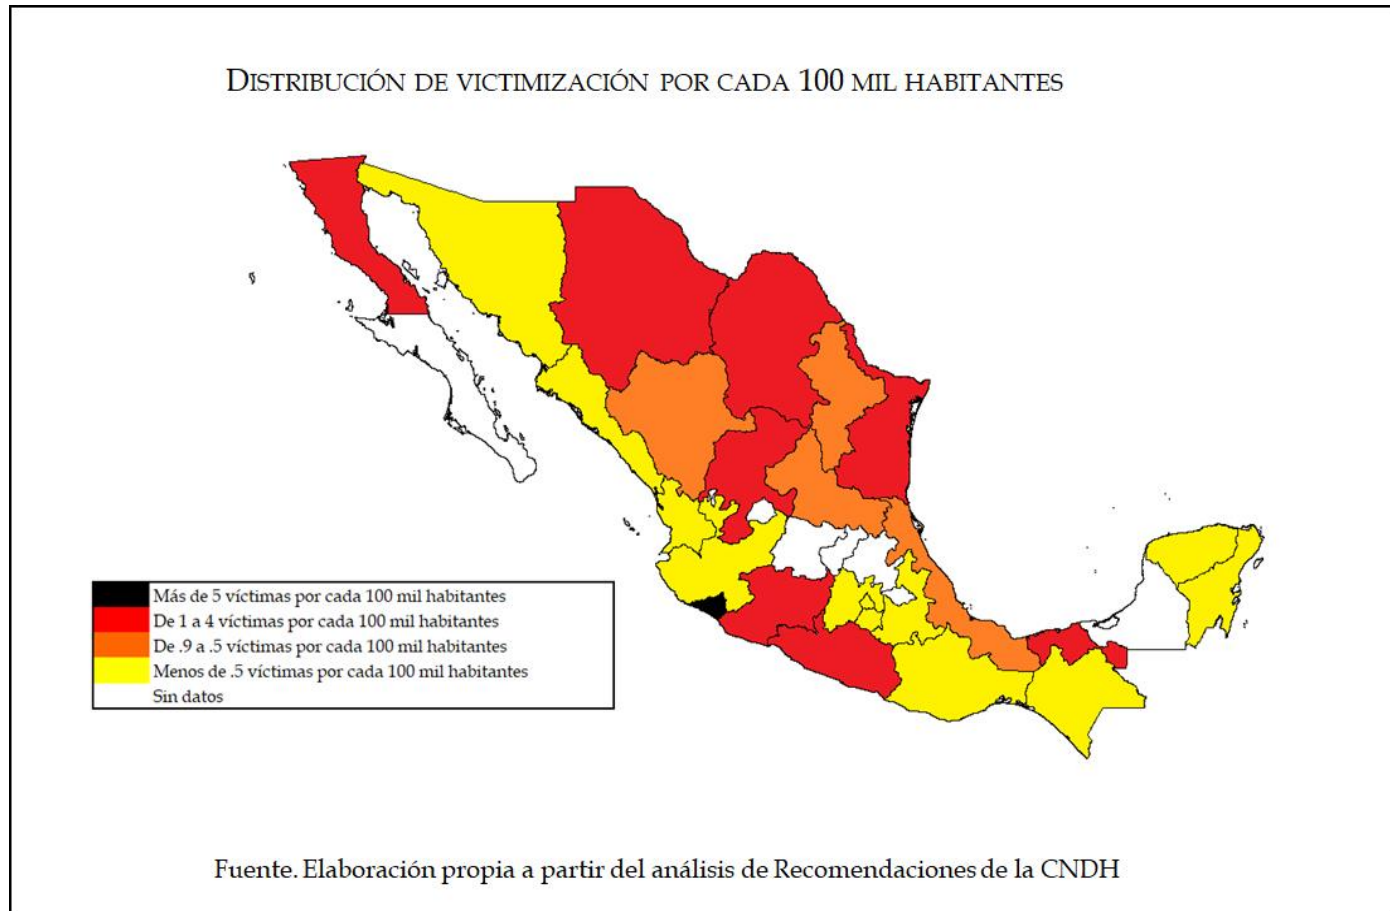 DISTRIBUCIÓN DE VICTIMIZACIÓN POR CADA 100 MIL HABITANTES
Más de 5 víctimas por cada 100 mil habitantes
De 1 a 4 víctimas por cada 100 mil habitantes
De .9 a .5 víctimas por cada 100 mil habitantes
Menos de .5 víctimas por cada 100 mil habitantes
Sin datos
Fuente. Elaboración propia a partir del análisis de Recomendaciones de la CNDH